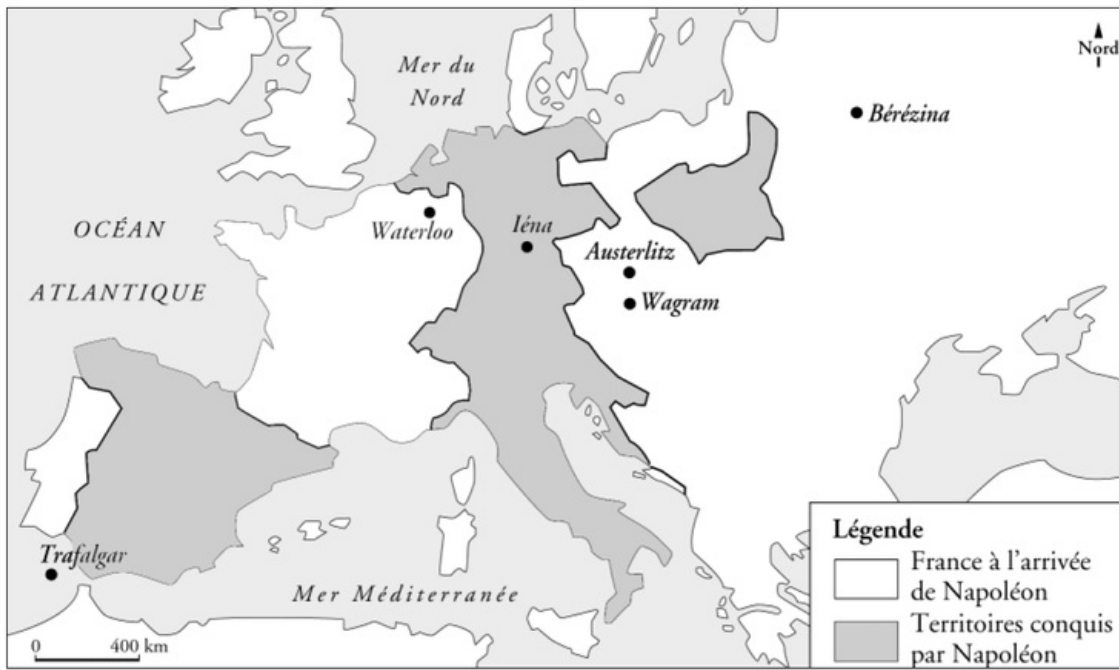 Mer du
Nord
Nord
Bérézina
OCÉAN
ATLANTIQUE
Waterloo
Iéna
Austerlitz
Wagram
Trafalgar
Mer Méditerranée
0 400 km
Légende
France à l'arrivée
de Napoléon
Territoires conquis
par Napoléon